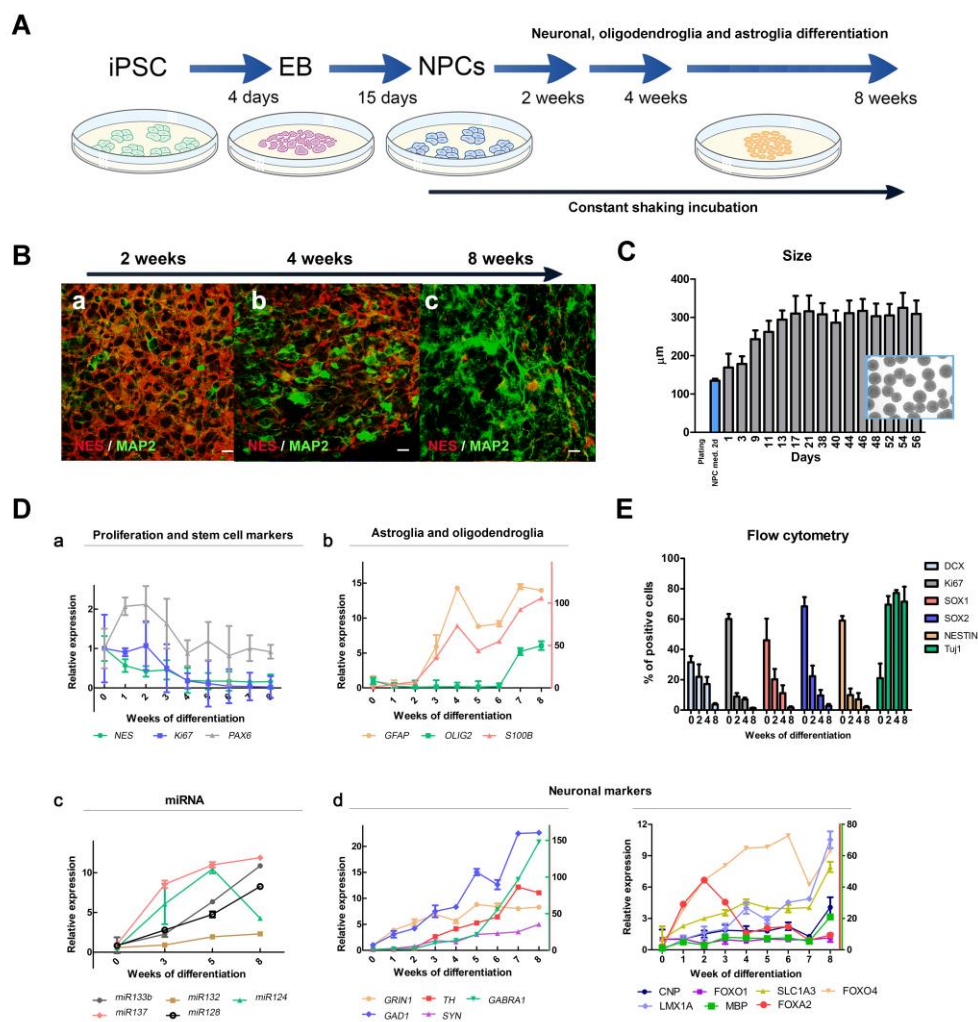 A
Neuronal, oligodendroglia and astroglia differentiation
iPSC EB NPCs
4 days 15 days 2 weeks 4 weeks 8 weeks
Constant shaking incubation
B
2 weeks 4 weeks 8 weeks
a b c
NES / MAP2 NES / MAP2 NES / MAP2
C
Size
µm
400
300
200
100
0
Plating
NPC med. 2d
1 3 9 11 13 17 21 38 40 44 46 48 52 54 56
Days
D
a
Proliferation and stem cell markers
Relative expression
2
1
0
0 1 2 3 4 5 6 7 8
Weeks of differentiation
NES Ki67 PAX6
b
Astroglia and oligodendroglia
Relative expression
15
10
5
0
100
50
0
0 1 2 3 4 5 6 7 8
Weeks of differentiation
GFAP OLIG2 S100B
E
Flow cytometry
% of positive cells
100
80
60
40
20
0
0 2 4 8 0 2 4 8 0 2 4 8 0 2 4 8 0 2 4 8 0 2 4 8
Weeks of differentiation
DCX
Ki67
SOX1
SOX2
NESTIN
Tuj1
c
miRNA
Relative expression
10
5
0
0 3 5 8
Weeks of differentiation
miR133b miR132 miR124
miR137 miR128
d
Neuronal markers
Relative expression
25
20
15
10
5
0
150
100
50
0
0 1 2 3 4 5 6 7 8
Weeks of differentiation
GRIN1 TH GABRA1
GAD1 SYN
Relative expression
12
9
6
3
0
80
60
40
20
0
0 1 2 3 4 5 6 7 8
Week of differentiation
CNP FOXO1 SLC1A3 FOXO4
LMX1A MBP FOXA2